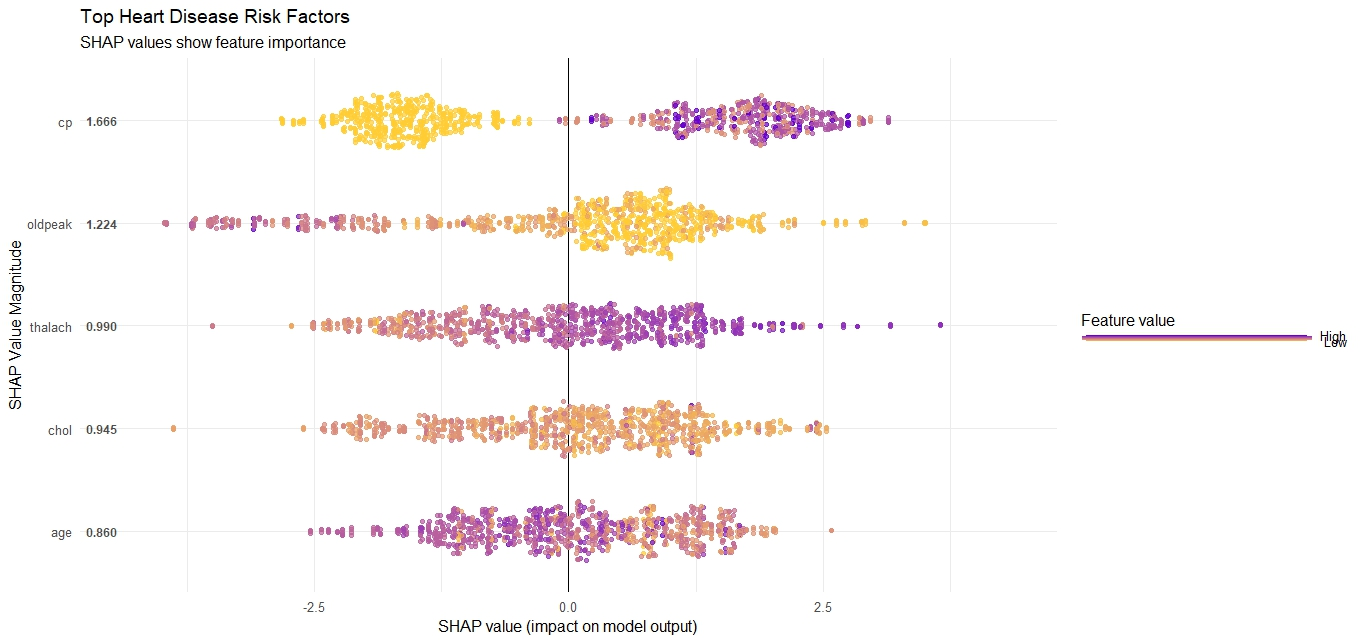 Top Heart Disease Risk Factors
SHAP values show feature importance
SHAP Value Magnitude
cp 1.666
oldpeak 1.224
thalach 0.990
chol 0.945
age 0.860
-2.5 0.0 2.5
SHAP value (impact on model output)
Feature value
High
Low